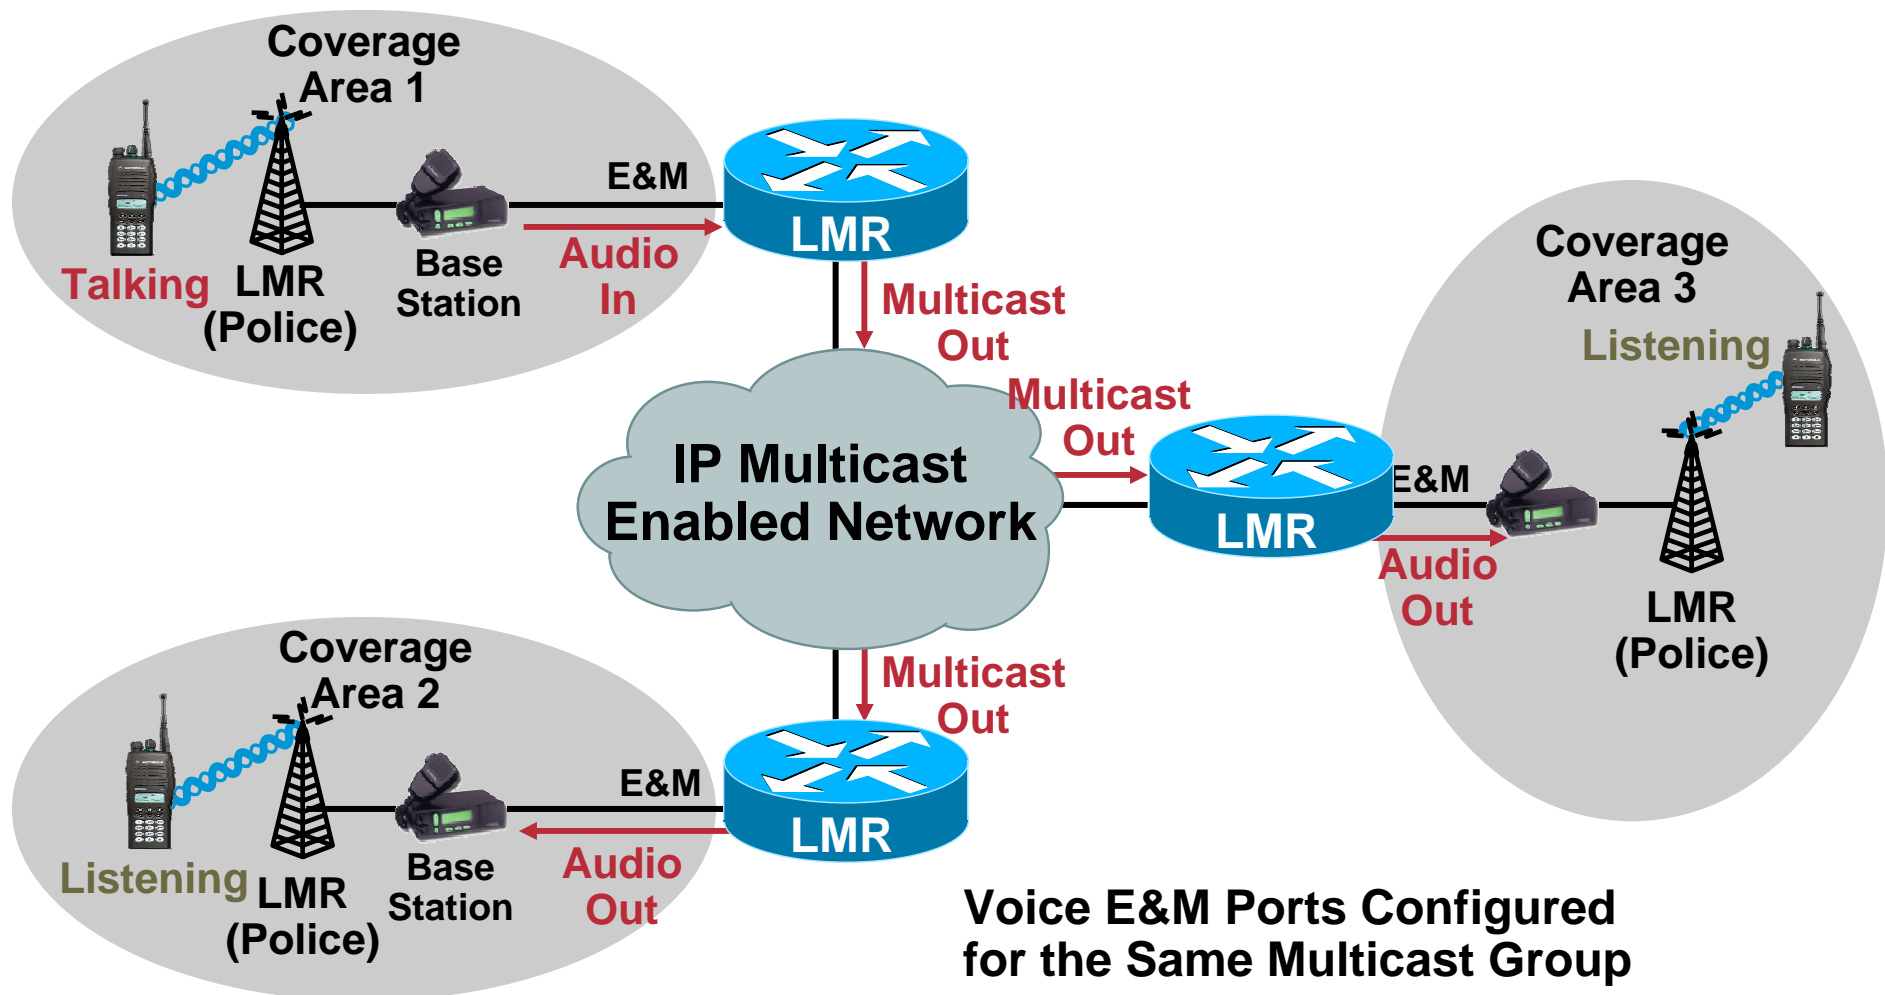 Coverage
Area 1
E&M
LMR
Talking
LMR
(Police)
Base
Station
Audio
In
Multicast
Out
Coverage
Area 3
Listening
Multicast
Out
IP Multicast
Enabled Network
LMR
E&M
Audio
Out
LMR
(Police)
Coverage
Area 2
Multicast
Out
E&M
LMR
Listening
LMR
(Police)
Base
Station
Audio
Out
Voice E&M Ports Configured
for the Same Multicast Group